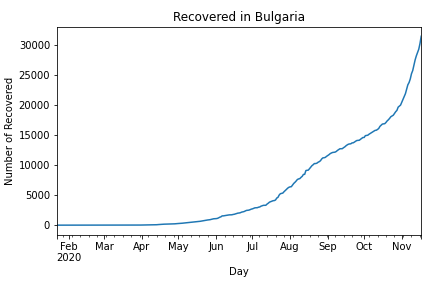 Recovered in Bulgaria
Number of Recovered
30000
25000
20000
15000
10000
5000
0
Feb Mar Apr May Jun Jul Aug Sep Oct Nov
2020
Day